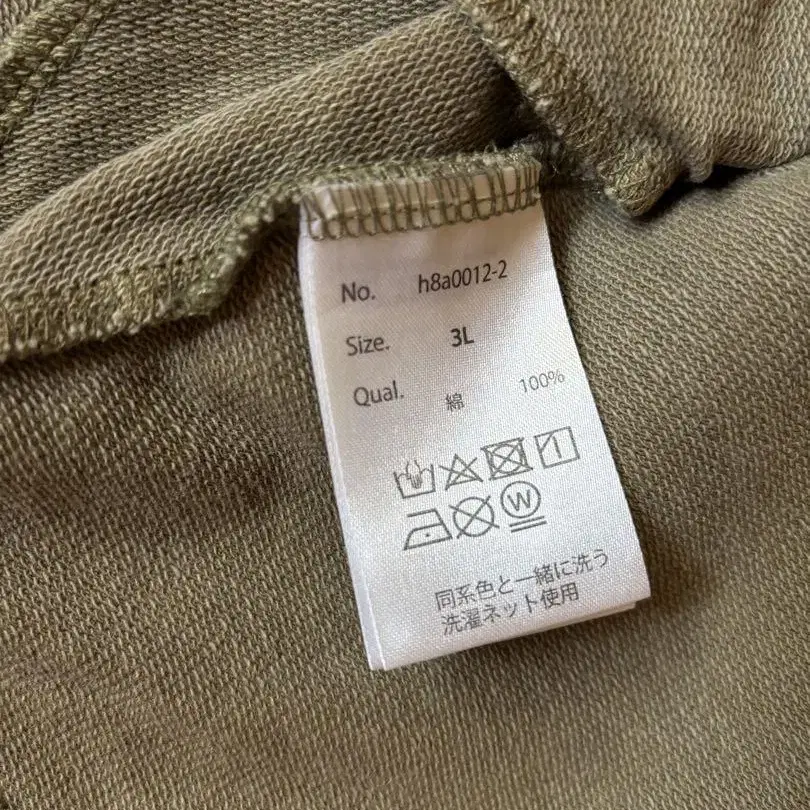 No. h8a0012-2
Size. 3L
Qual. 綿 100%
W
同系色と一緒に洗う
洗濯ネット使用